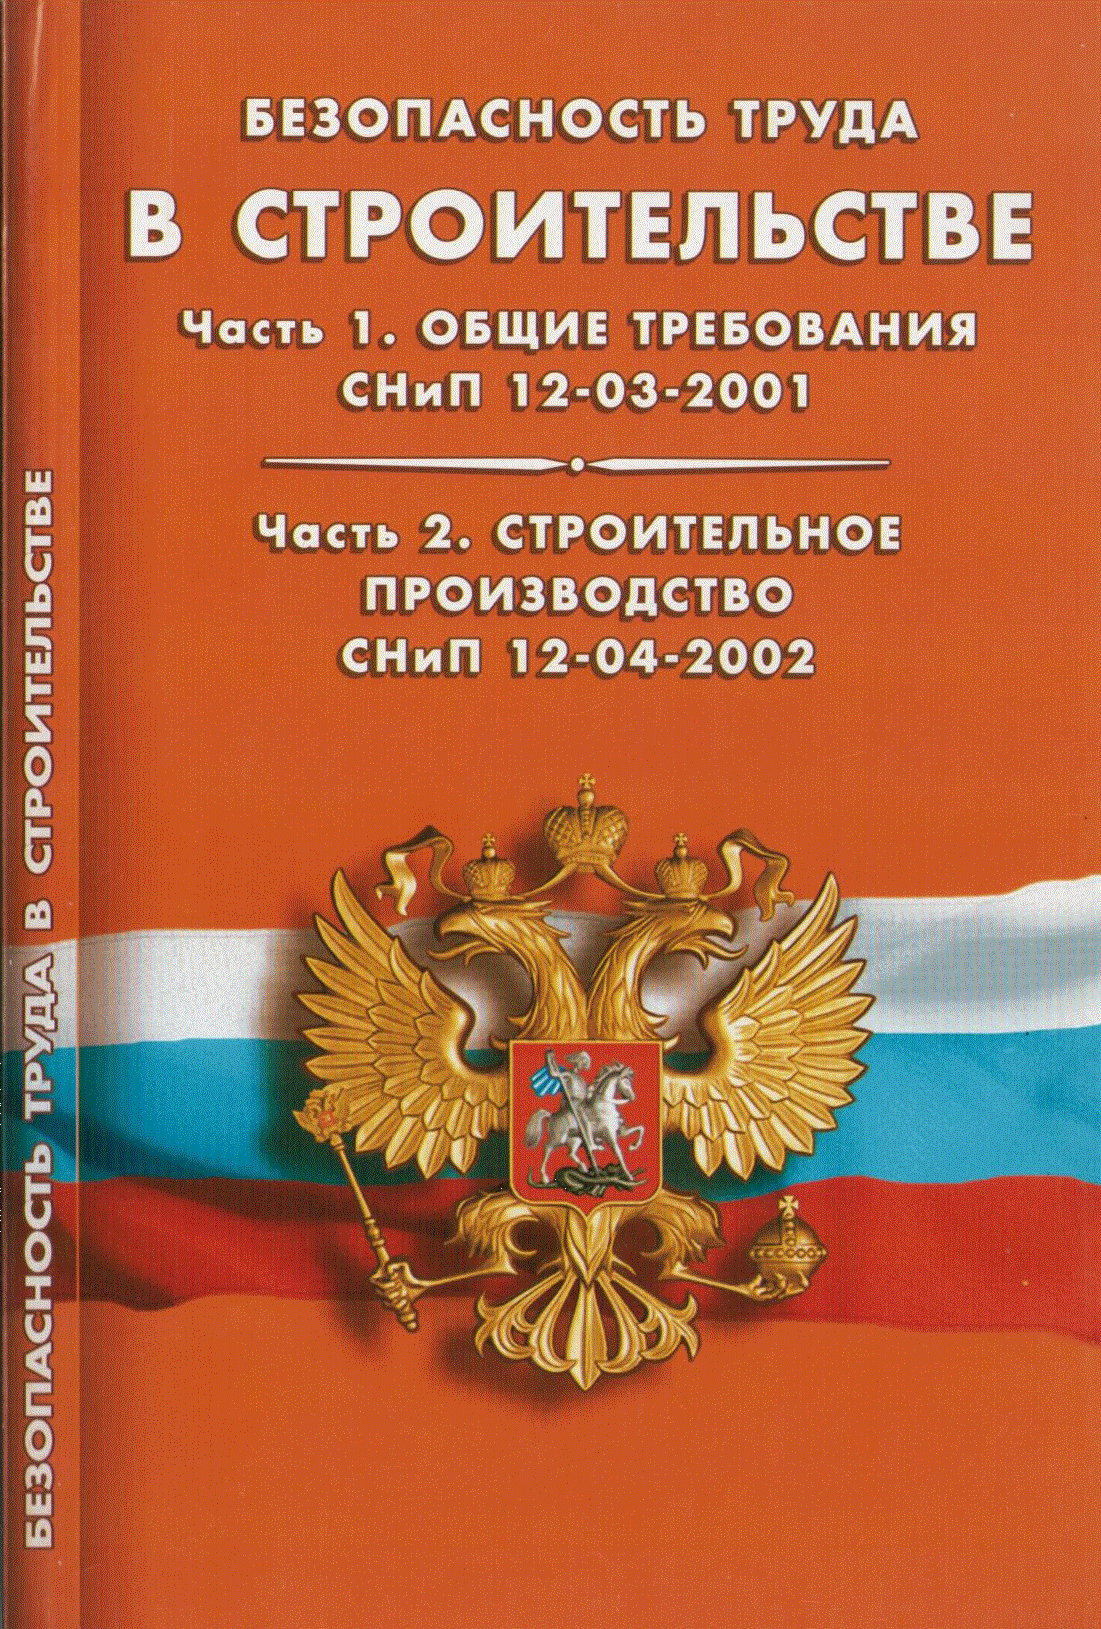 БЕЗОПАСНОСТЬ ТРУДА
В СТРОИТЕЛЬСТВЕ
Часть 1. ОБЩИЕ ТРЕБОВАНИЯ
СНиП 12-03-2001
Часть 2. СТРОИТЕЛЬНОЕ
ПРОИЗВОДСТВО
СНиП 12-04-2002
БЕЗОПАСНОСТЬ ТРУДА В СТРОИТЕЛЬСТВЕ